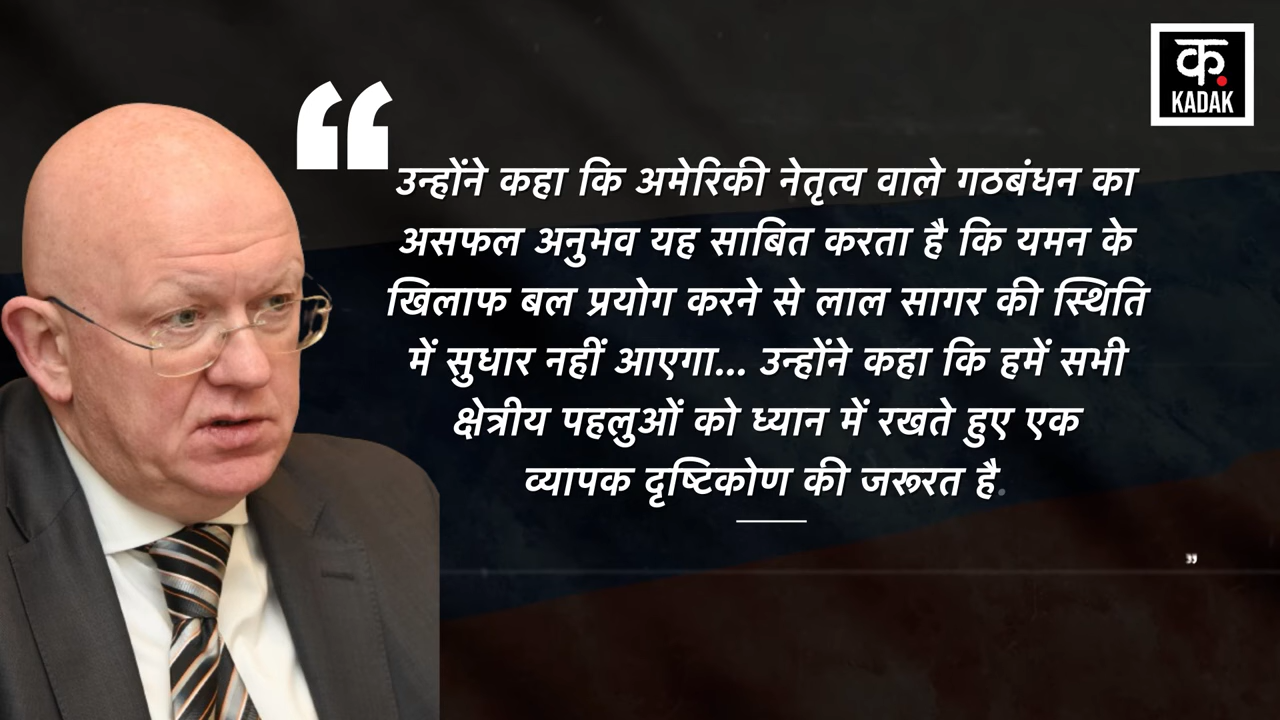 क.
KADAK
“
उन्होंने कहा कि अमेरिकी नेतृत्व वाले गठबंधन का
असफल अनुभव यह साबित करता है कि यमन के
खिलाफ बल प्रयोग करने से लाल सागर की स्थिति
में सुधार नहीं आएगा... उन्होंने कहा कि हमें सभी
क्षेत्रीय पहलुओं को ध्यान में रखते हुए एक
व्यापक दृष्टिकोण की जरूरत है.
”